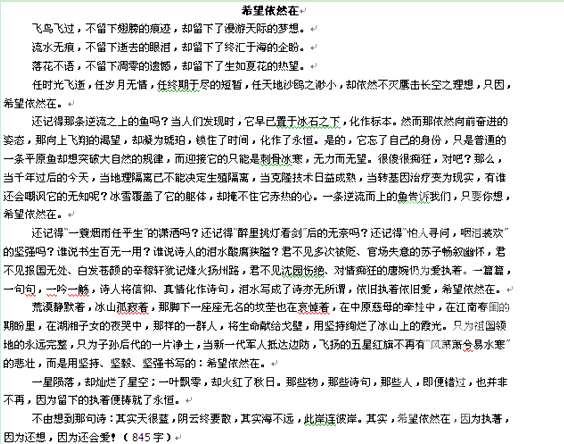 希望依然在
飞鸟飞过，不留下翅膀的痕迹，却留下了漫游天际的梦想。
流水无痕，不留下逝去的眼泪，却留下了终汇于海的企盼。
落花不语，不留下凋零的遗憾，却留下了生如夏花的热望。
任时光飞逝，任岁月无情，任终期于尽的短暂，任天地沙鸥之渺小，却依然不灭鹰击长空之理想，只因，
希望依然在。
还记得那条逆流之上的鱼吗？当人们发现时，它早已置于冰石之下，化作标本。然而那依然向前奋进的
姿态，那向上飞翔的渴望，却凝为琥珀，锁住了时间，化作了永恒。是的，它忘了自己的身份，只是普通的
一条平原鱼却想突破大自然的规律，而迎接它的只能是刺骨冰寒，无力而无望。很傻很痴狂，对吧？那么，
当千年过后的今天，当地理隔离已不能决定生殖隔离，当克隆技术日益成熟，当转基因治疗变为现实，有谁
还会嘲讽它的无知呢？冰雪覆盖了它的躯体，却掩不住它赤热的心。一条逆流而上的鱼告诉我们，只要你想，
希望依然在。
还记得“一蓑烟雨任平生”的潇洒吗？还记得“醉里挑灯看剑”后的无奈吗？还记得“怕人寻问，咽泪装欢”
的坚强吗？谁说书生百无一用？谁说诗人的泪水酸腐狭隘？君不见多次被贬、官场失意的苏子畅叙幽怀，君
不见报国无处、白发苍颜的辛稼轩犹记烽火扬州路，君不见沈园伤绝、对情痴狂的唐婉仍为爱执著。一篇篇，
一句句，一吟一觞，诗人将信仰、真情化作诗句，泪水写成了诗亦无所谓，依旧执着依旧爱，希望依然在。
荒漠静默着，冰山孤寂着，那脚下一座座无名的坟茔也在哀悼着，在中原慈母的牵挂中，在江南春闺的
期盼里，在湖湘子女的夜哭中，那样的一群人，将生命献给戈壁，用坚持绚烂了冰山上的霞光。只为祖国领
地的永远完整，只为子孙后代的一片净土，当新一代军人抵达边防，飞扬的五星红旗不再有“风萧萧兮易水寒”
的悲壮，而是用坚持、坚毅、坚强书写的：希望依然在。
一星陨落，却灿烂了星空；一叶飘零，却火红了秋日。那些物，那些诗句，那些人，即便错过，也并非
不再，因为留下的执着便铸就了永恒。
不由想到那句诗：其实天很蓝，阴云终要散，其实海不远，此岸连彼岸。其实，希望依然在，因为执着，
因为还想，因为还会爱！（845字）